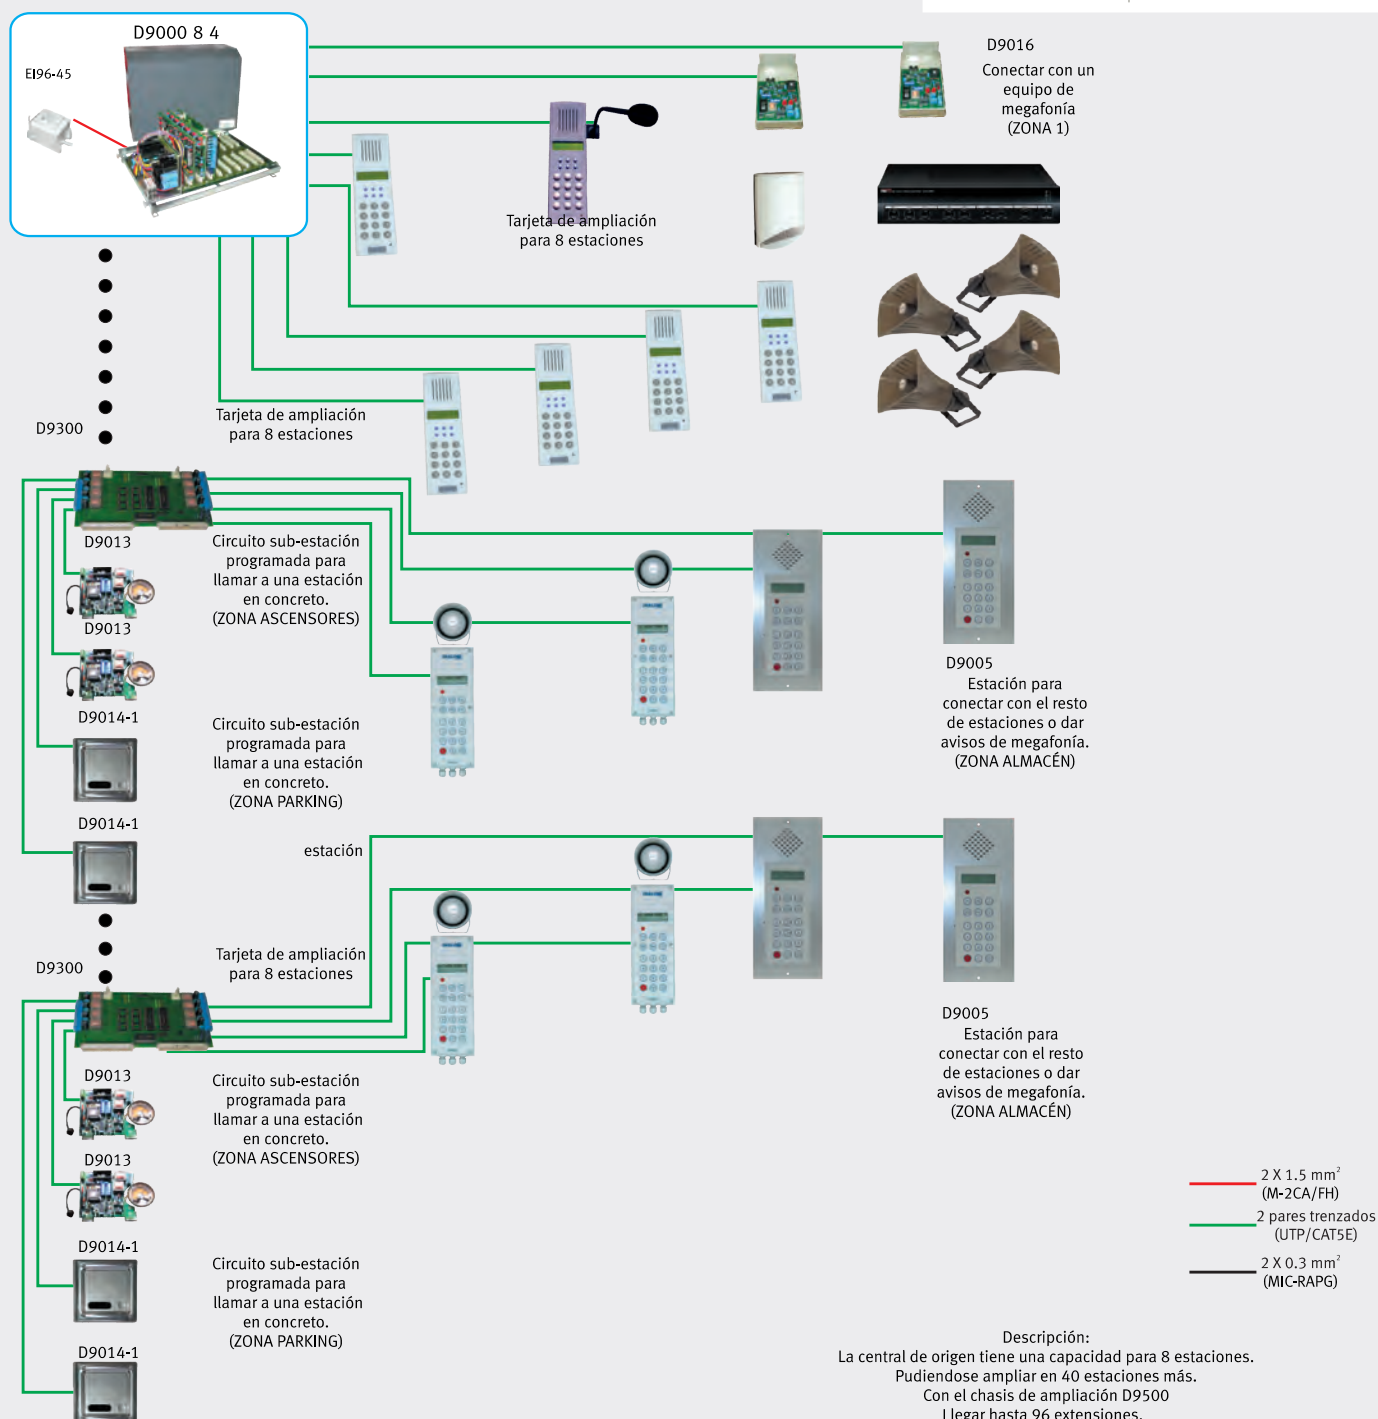 D9000 8 4
EI96-45
D9016
Conectar con un
equipo de
megafonía
(ZONA 1)
Tarjeta de ampliación
para 8 estaciones
Tarjeta de ampliación
para 8 estaciones
D9300
D9013
Circuito sub-estación
programada para
llamar a una estación
en concreto.
(ZONA ASCENSORES)
D9013
D9014-1
Circuito sub-estación
programada para
llamar a una estación
en concreto.
(ZONA PARKING)
D9014-1
D9005
Estación para
conectar con el resto
de estaciones o dar
avisos de megafonía.
(ZONA ALMACÉN)
estación
Tarjeta de ampliación
para 8 estaciones
D9300
D9013
Circuito sub-estación
programada para
llamar a una estación
en concreto.
(ZONA ASCENSORES)
D9013
D9014-1
Circuito sub-estación
programada para
llamar a una estación
en concreto.
(ZONA PARKING)
D9014-1
D9005
Estación para
conectar con el resto
de estaciones o dar
avisos de megafonía.
(ZONA ALMACÉN)
2 X 1.5 mm²
(M-2CA/FH)
2 pares trenzados
(UTP/CAT5E)
2 X 0.3 mm²
(MIC-RAPG)
Descripción:
La central de origen tiene una capacidad para 8 estaciones.
Pudiendose ampliar en 40 estaciones más.
Con el chasis de ampliación D9500
Llegar hasta 96 extensiones.